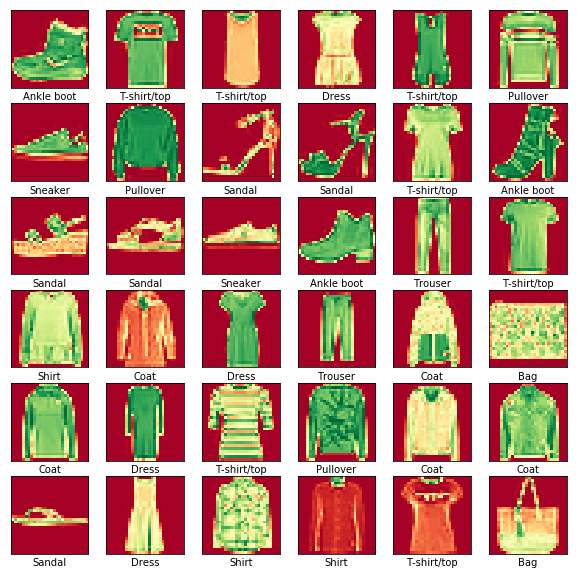 Ankle boot T-shirt/top T-shirt/top Dress T-shirt/top Pullover
Sneaker Pullover Sandal Sandal T-shirt/top Ankle boot
Sandal Sandal Sneaker Ankle boot Trouser T-shirt/top
Shirt Coat Dress Trouser Coat Bag
Coat Dress T-shirt/top Pullover Coat Coat
Sandal Dress Shirt Shirt T-shirt/top Bag